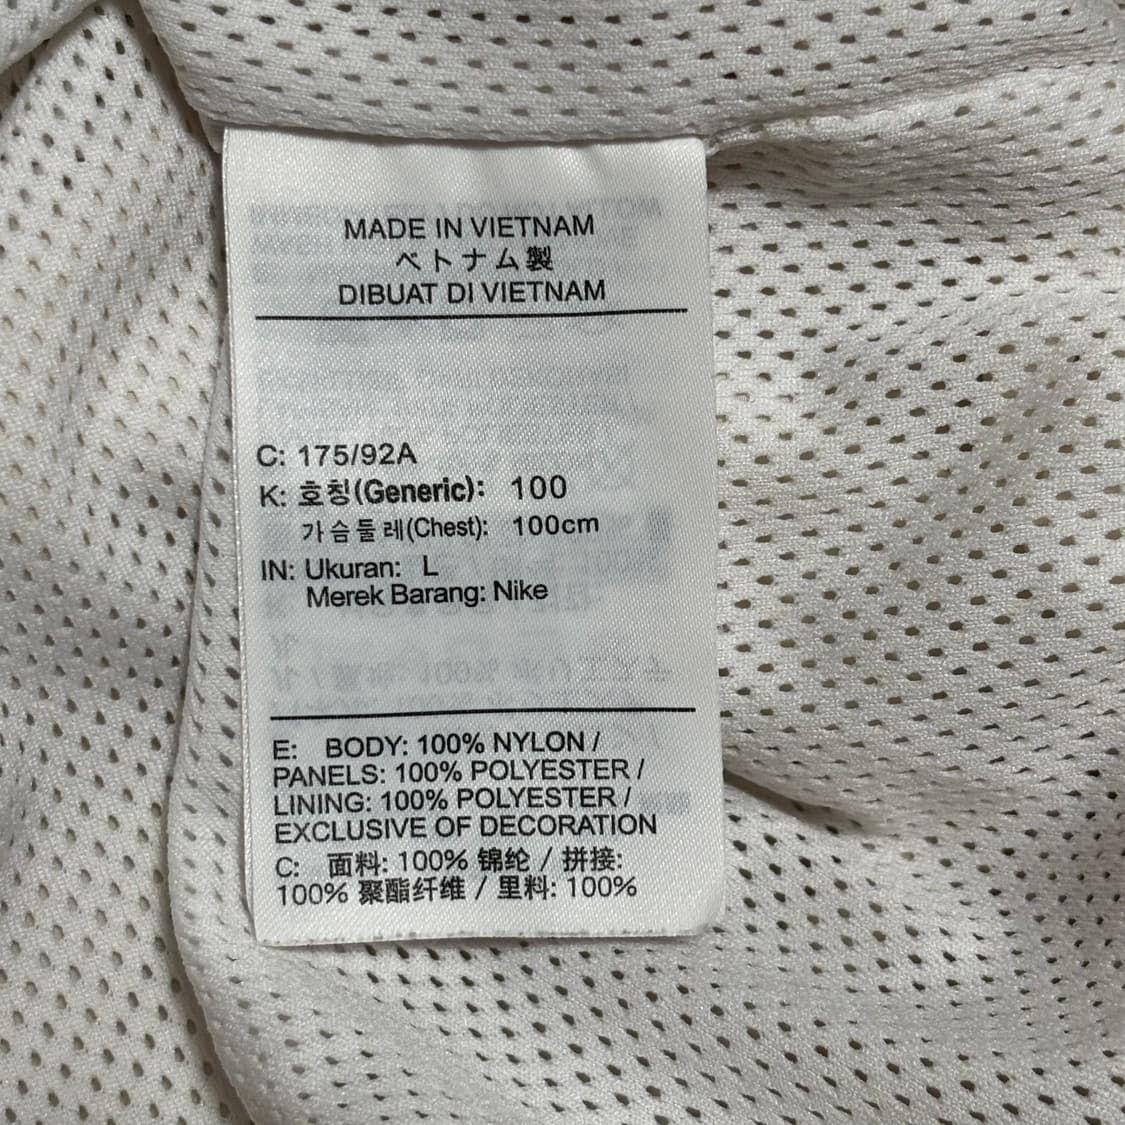 MADE IN VIETNAM
ベトナム製
DIBUAT DI VIETNAM
C: 175/92A
K: 호칭(Generic): 100
가슴둘레(Chest): 100cm
IN: Ukuran: L
Merek Barang: Nike
E: BODY: 100% NYLON /
PANELS: 100% POLYESTER /
LINING: 100% POLYESTER /
EXCLUSIVE OF DECORATION
C: 面料: 100% 锦纶 / 拼接:
100% 聚酯纤维 / 里料: 100%